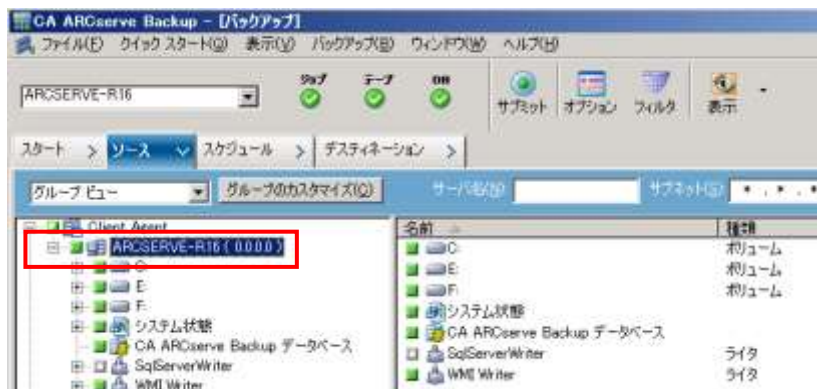 CA ARCserve Backup - [バックアップ]
ファイル(F) クイック スタート(Q) 表示(V) バックアップ(B) ウィンドウ(W) ヘルプ(H)
ARCSERVE-R16
ジョブ テープ DB
サブミット オプション フィルタ 表示
スタート > ソース スケジュール > デスティネーション >
グループ ビュー グループのカスタマイズ(C) サーバ名(N) サブネット(S) * . * . *
Client Agent
ARCSERVE-R16 ( 0.0.0.0 )
C:
E:
F:
システム状態
CA ARCserve Backup データベース
SqlServerWriter
WMI Writer
名前 種類
C: ボリューム
E: ボリューム
F: ボリューム
システム状態
CA ARCserve Backup データベース
SqlServerWriter ライタ
WMI Writer ライタ